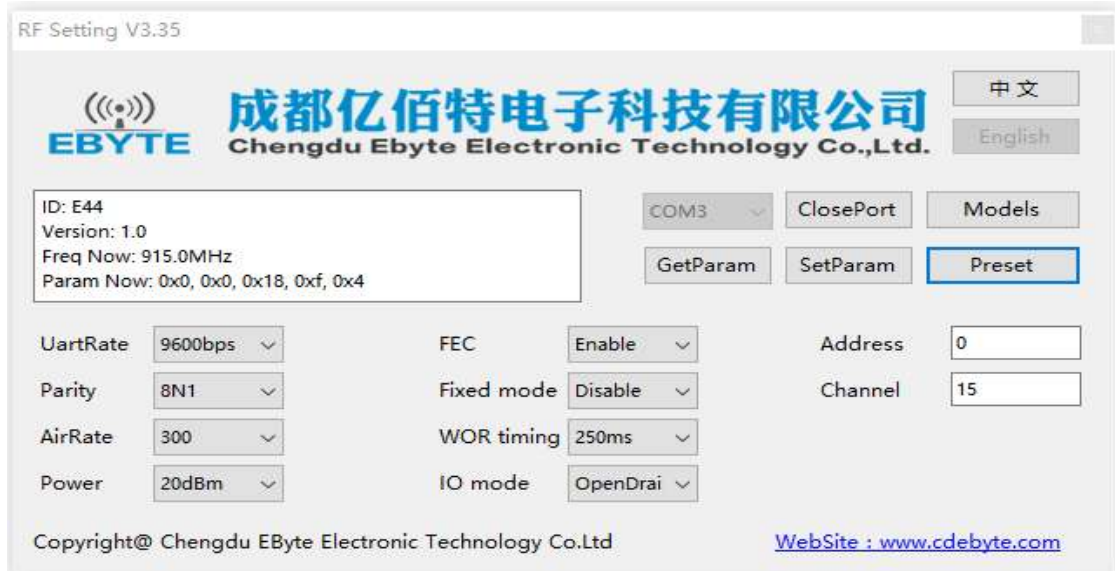 RF Setting V3.35
EBYTE
成都亿佰特电子科技有限公司
Chengdu Ebyte Electronic Technology Co.,Ltd.
中文
English
ID: E44
Version: 1.0
Freq Now: 915.0MHz
Param Now: 0x0, 0x0, 0x18, 0xf, 0x4
COM3 ClosePort Models
GetParam SetParam Preset
UartRate 9600bps FEC Enable Address 0
Parity 8N1 Fixed mode Disable Channel 15
AirRate 300 WOR timing 250ms
Power 20dBm IO mode OpenDrai
Copyright@ Chengdu EByte Electronic Technology Co.Ltd WebSite : www.cdebyte.com